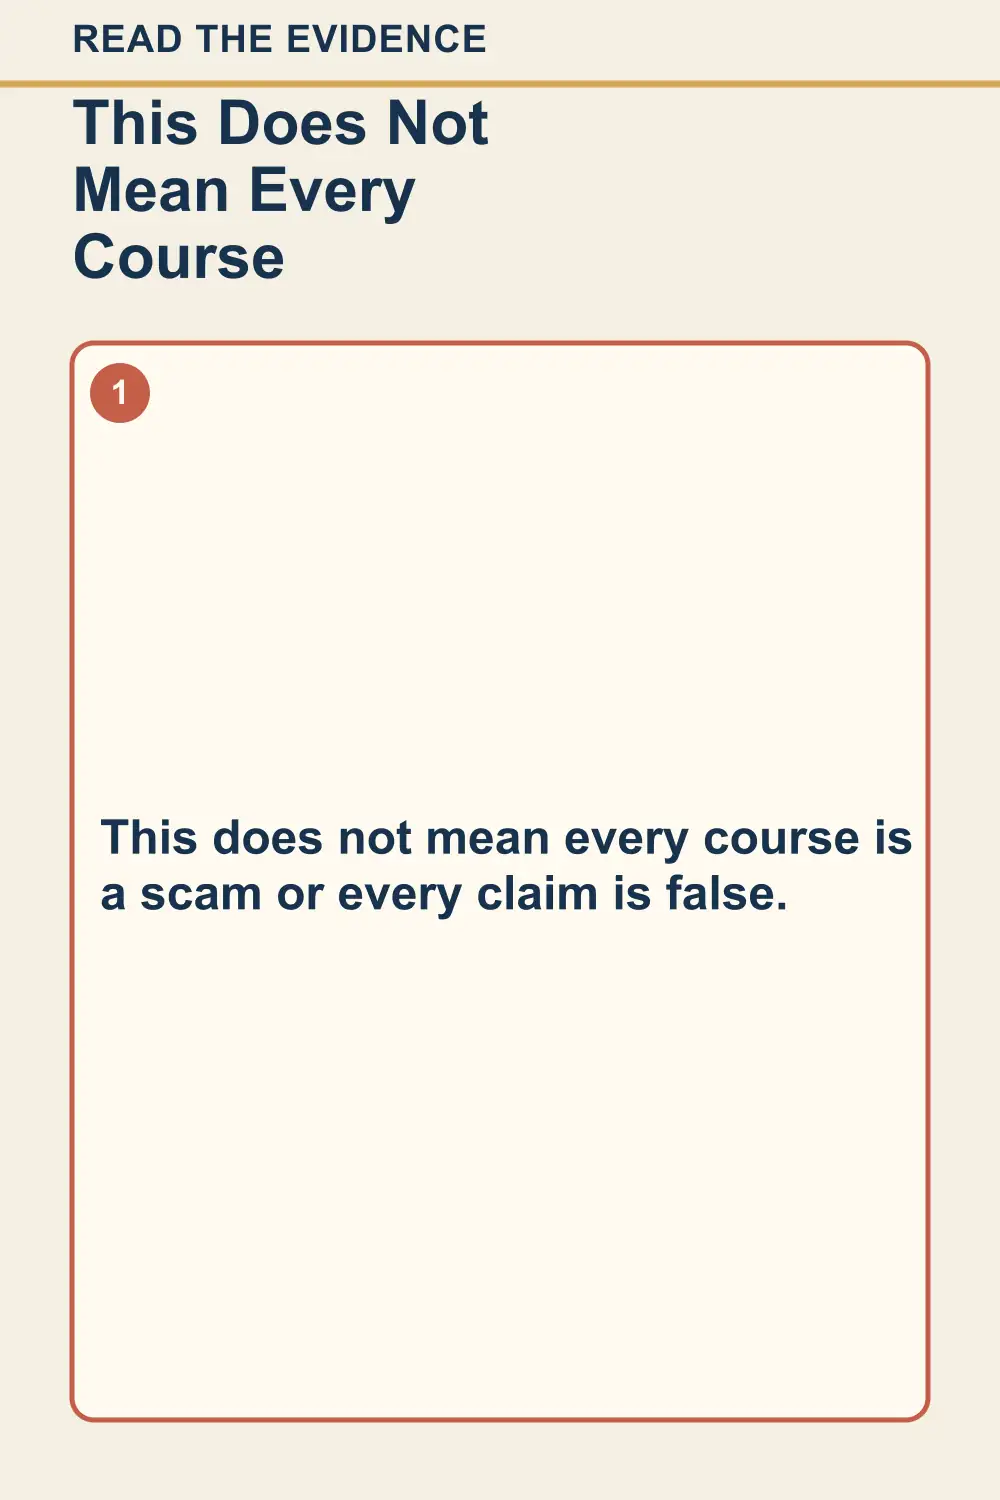 READ THE EVIDENCE
This Does Not
Mean Every
Course
1
This does not mean every course is
a scam or every claim is false.